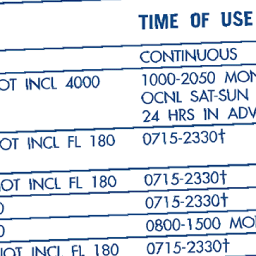 TIME OF USE
CONTINUOUS
OT INCL 4000 1000-2050 MON
OCNL SAT-SUN
24 HRS IN ADV
OT INCL FL 180 0715-2330†
OT INCL FL 180 0715-2330†
0715-2330†
0800-1500 MO
OT INCL FL 180 0715-2330†